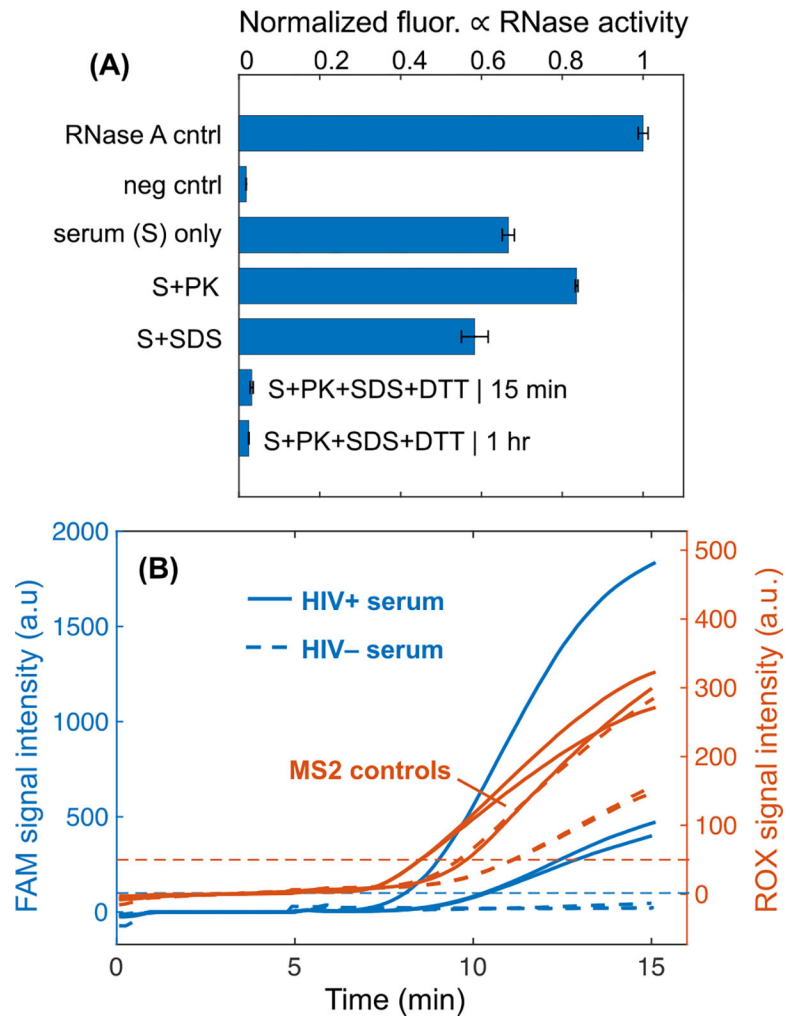 Normalized fluor. ∝ RNase activity
(A)
0 0.2 0.4 0.6 0.8 1
RNase A cntrl
neg cntrl
serum (S) only
S+PK
S+SDS
S+PK+SDS+DTT | 15 min
S+PK+SDS+DTT | 1 hr
(B)
FAM signal intensity (a.u)
2000
1500
1000
500
0
HIV+ serum
HIV– serum
MS2 controls
500
400
300
200
100
0
ROX signal intensity (a.u.)
0 5 10 15
Time (min)